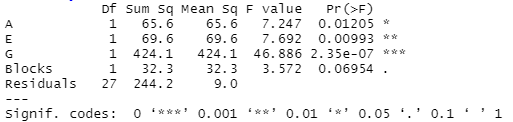 Df Sum Sq Mean Sq F value Pr(>F)
A 1 65.6 65.6 7.247 0.01205 *
E 1 69.6 69.6 7.692 0.00993 **
G 1 424.1 424.1 46.886 2.35e-07 ***
Blocks 1 32.3 32.3 3.572 0.06954 .
Residuals 27 244.2 9.0
---
Signif. codes: 0 ‘***’ 0.001 ‘**’ 0.01 ‘*’ 0.05 ‘.’ 0.1 ‘ ’ 1